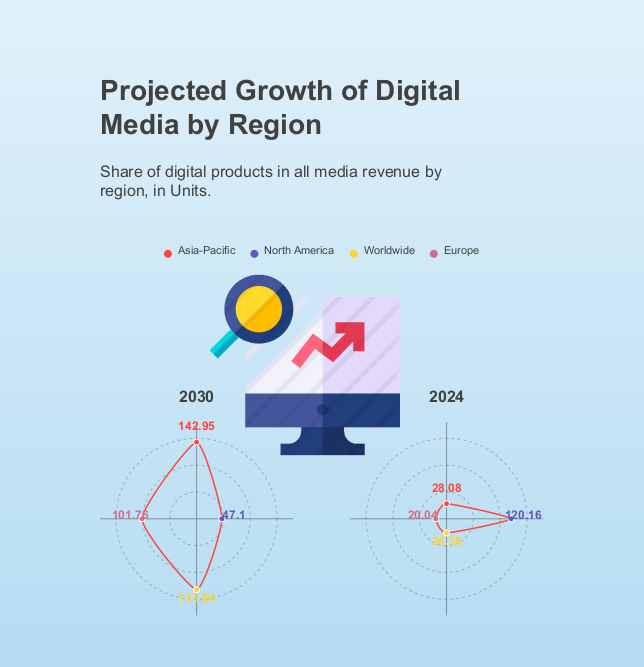 Projected Growth of Digital
Media by Region
Share of digital products in all media revenue by
region, in Units.
Asia-Pacific North America Worldwide Europe
2030 2024
142.95
28.08
101.76 47.1
20.04 120.16